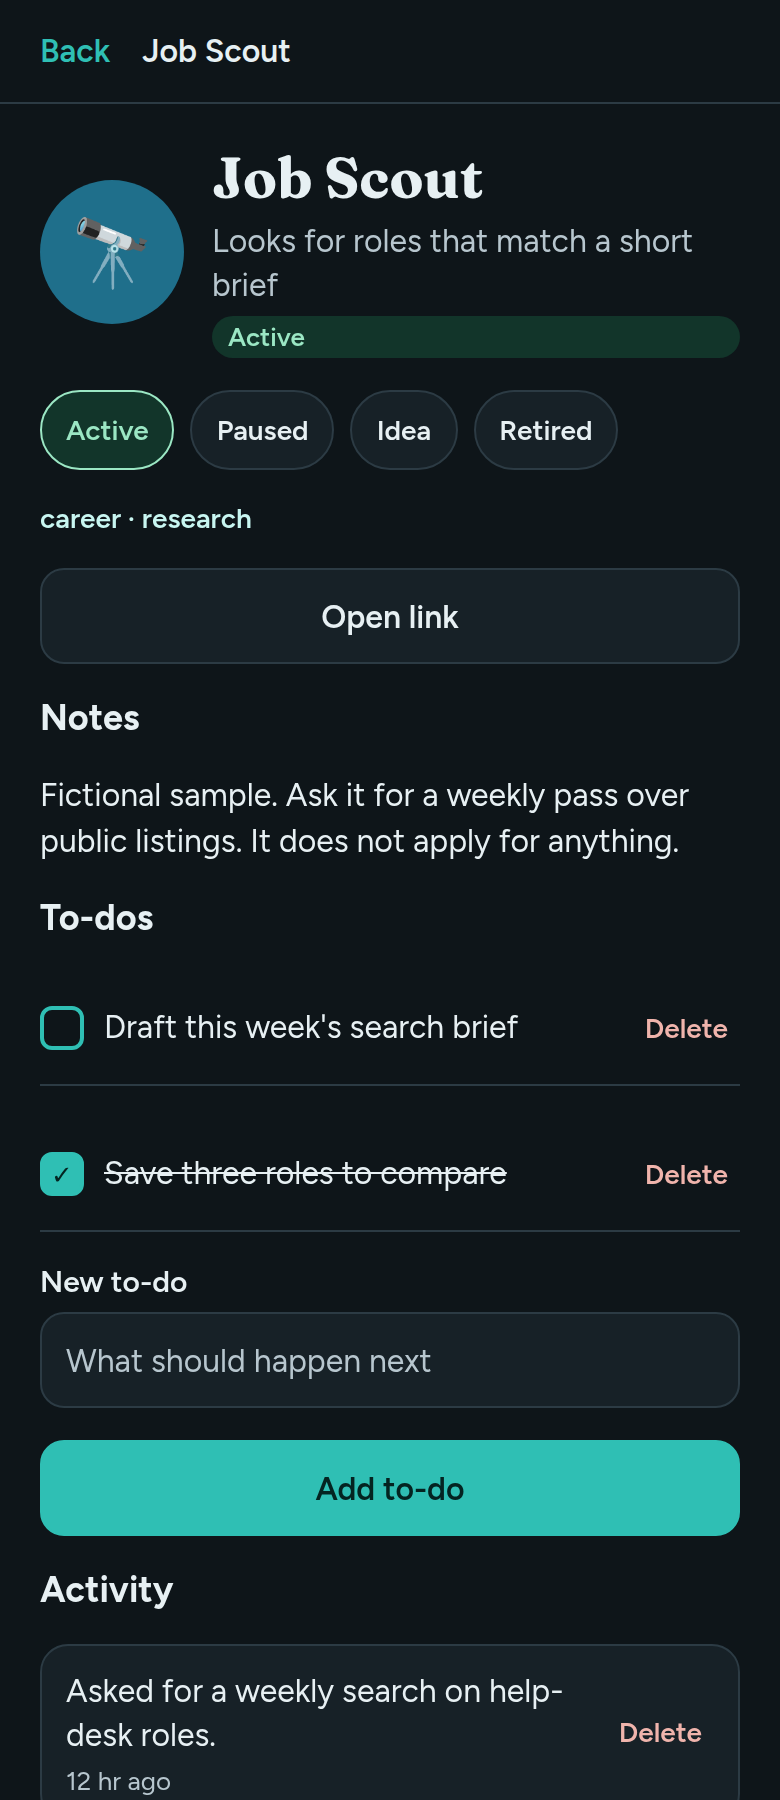 Back Job Scout
Job Scout
Looks for roles that match a short
brief
Active
Active Paused Idea Retired
career · research
Open link
Notes
Fictional sample. Ask it for a weekly pass over
public listings. It does not apply for anything.
To-dos
Draft this week's search brief Delete
✓ Save three roles to compare Delete
New to-do
What should happen next
Add to-do
Activity
Asked for a weekly search on help-
desk roles.
Delete
12 hr ago